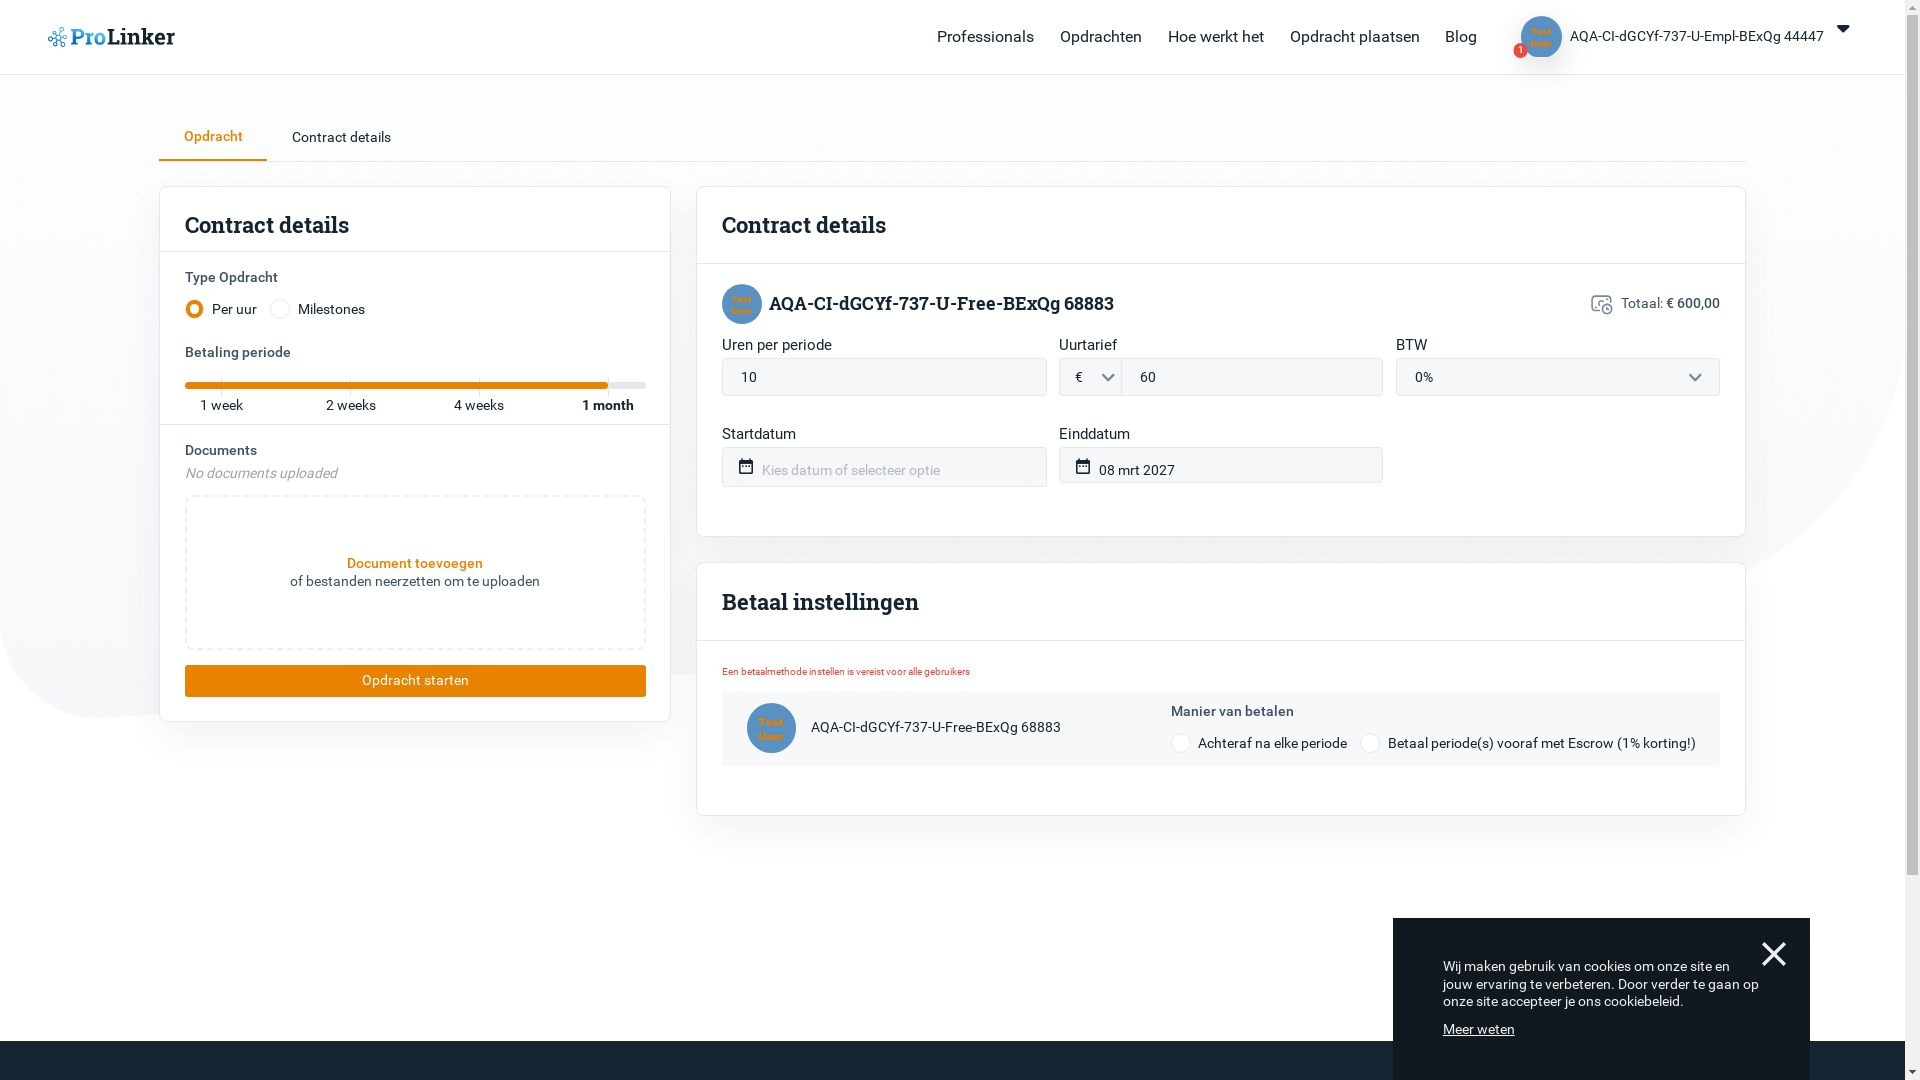 ProLinker
Professionals
Opdrachten
Hoe werkt het
Opdracht plaatsen
Blog
Test
User
1
AQA-CI-dGCYf-737-U-Empl-BExQg 44447
Opdracht
Contract details
Contract details
Type Opdracht
Per uur
Milestones
Betaling periode
1 week
2 weeks
4 weeks
1 month
Documents
No documents uploaded
Document toevoegen
of bestanden neerzetten om te uploaden
Opdracht starten
Contract details
Test
User
AQA-CI-dGCYf-737-U-Free-BExQg 68883
Totaal: € 600,00
Uren per periode
Uurtarief
BTW
10
€
60
0%
Startdatum
Einddatum
Kies datum of selecteer optie
08 mrt 2027
Betaal instellingen
Een betaalmethode instellen is vereist voor alle gebruikers
Test
User
AQA-CI-dGCYf-737-U-Free-BExQg 68883
Manier van betalen
Achteraf na elke periode
Betaal periode(s) vooraf met Escrow (1% korting!)
Wij maken gebruik van cookies om onze site en
jouw ervaring te verbeteren. Door verder te gaan op
onze site accepteer je ons cookiebeleid.
Meer weten